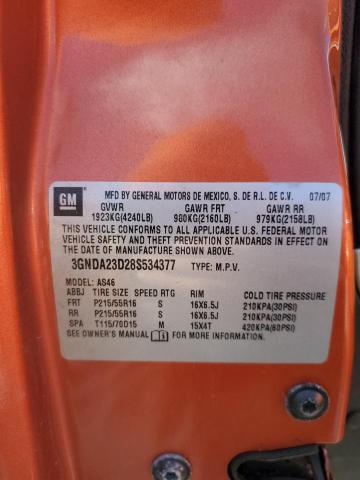 GM
MFD BY GENERAL MOTORS DE MEXICO, S. DE R.L. DE C.V. 07/07
GVWR GAWR FRT GAWR RR
1923KG(4240LB) 980KG(2160LB) 979KG(2158LB)
THIS VEHICLE CONFORMS TO ALL APPLICABLE U.S. FEDERAL MOTOR
VEHICLE SAFETY AND THEFT PREVENTION STANDARDS IN EFFECT ON
THE DATE OF MANUFACTURE SHOWN ABOVE.
3GNDA23D28S534377 TYPE: M.P.V.
MODEL: AS46
ABBJ TIRE SIZE SPEED RTG RIM COLD TIRE PRESSURE
FRT P215/55R16 S 16X6.5J 210KPA(30PSI)
RR P215/55R16 S 16X6.5J 210KPA(30PSI)
SPA T115/70D15 M 15X4T 420KPA(60PSI)
SEE OWNER'S MANUAL FOR ADDITIONAL INFORMATION.